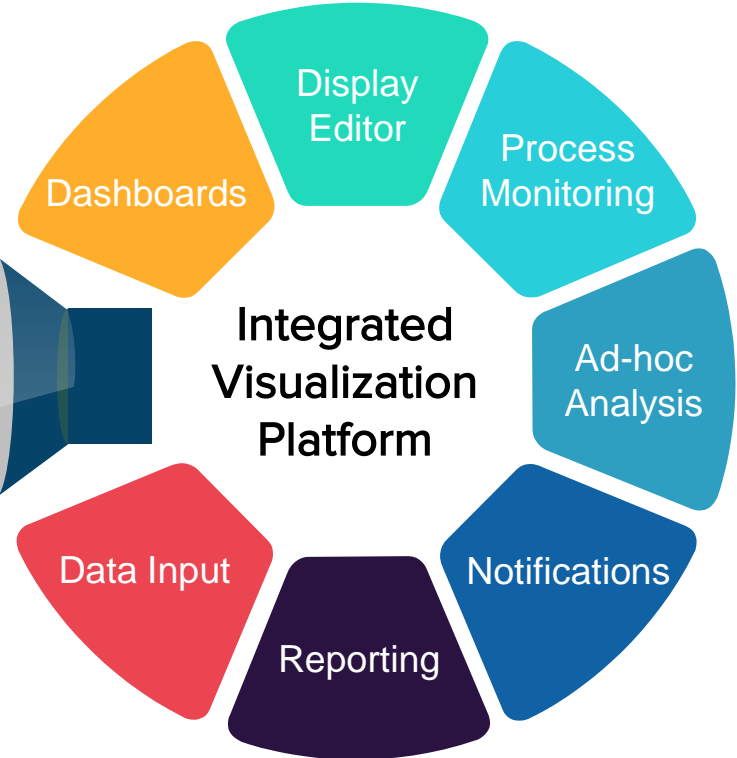 Display
Editor
Process
Monitoring
Dashboards
Integrated
Visualization
Platform
Ad-hoc
Analysis
Data Input
Notifications
Reporting